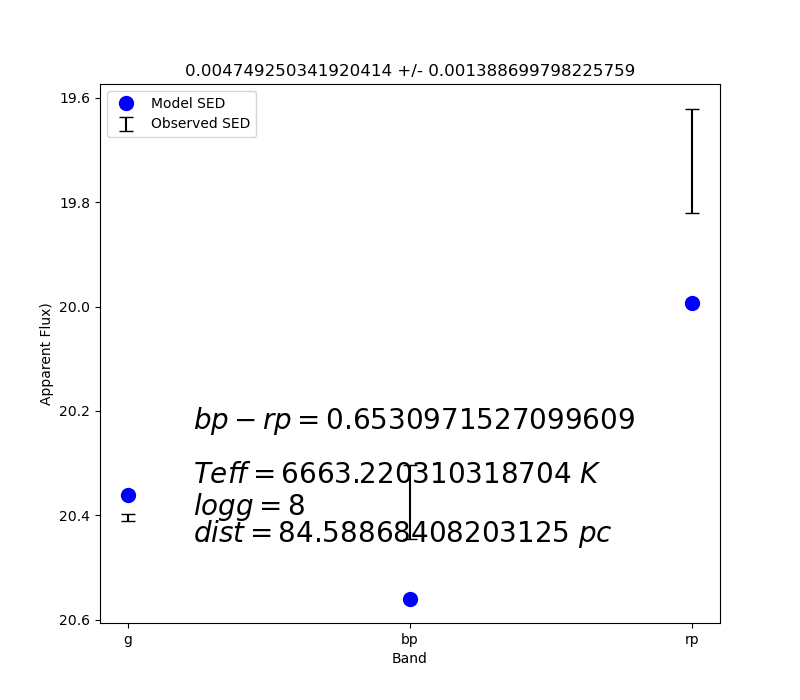 0.004749250341920414 +/- 0.001388699798225759
Model SED
Observed SED
19.6
19.8
20.0
20.2
20.4
20.6
Apparent Flux)
bp − rp = 0.6530971527099609
Teff = 6663.220310318704 K
logg = 8
dist = 84.58868408203125 pc
g
bp
rp
Band